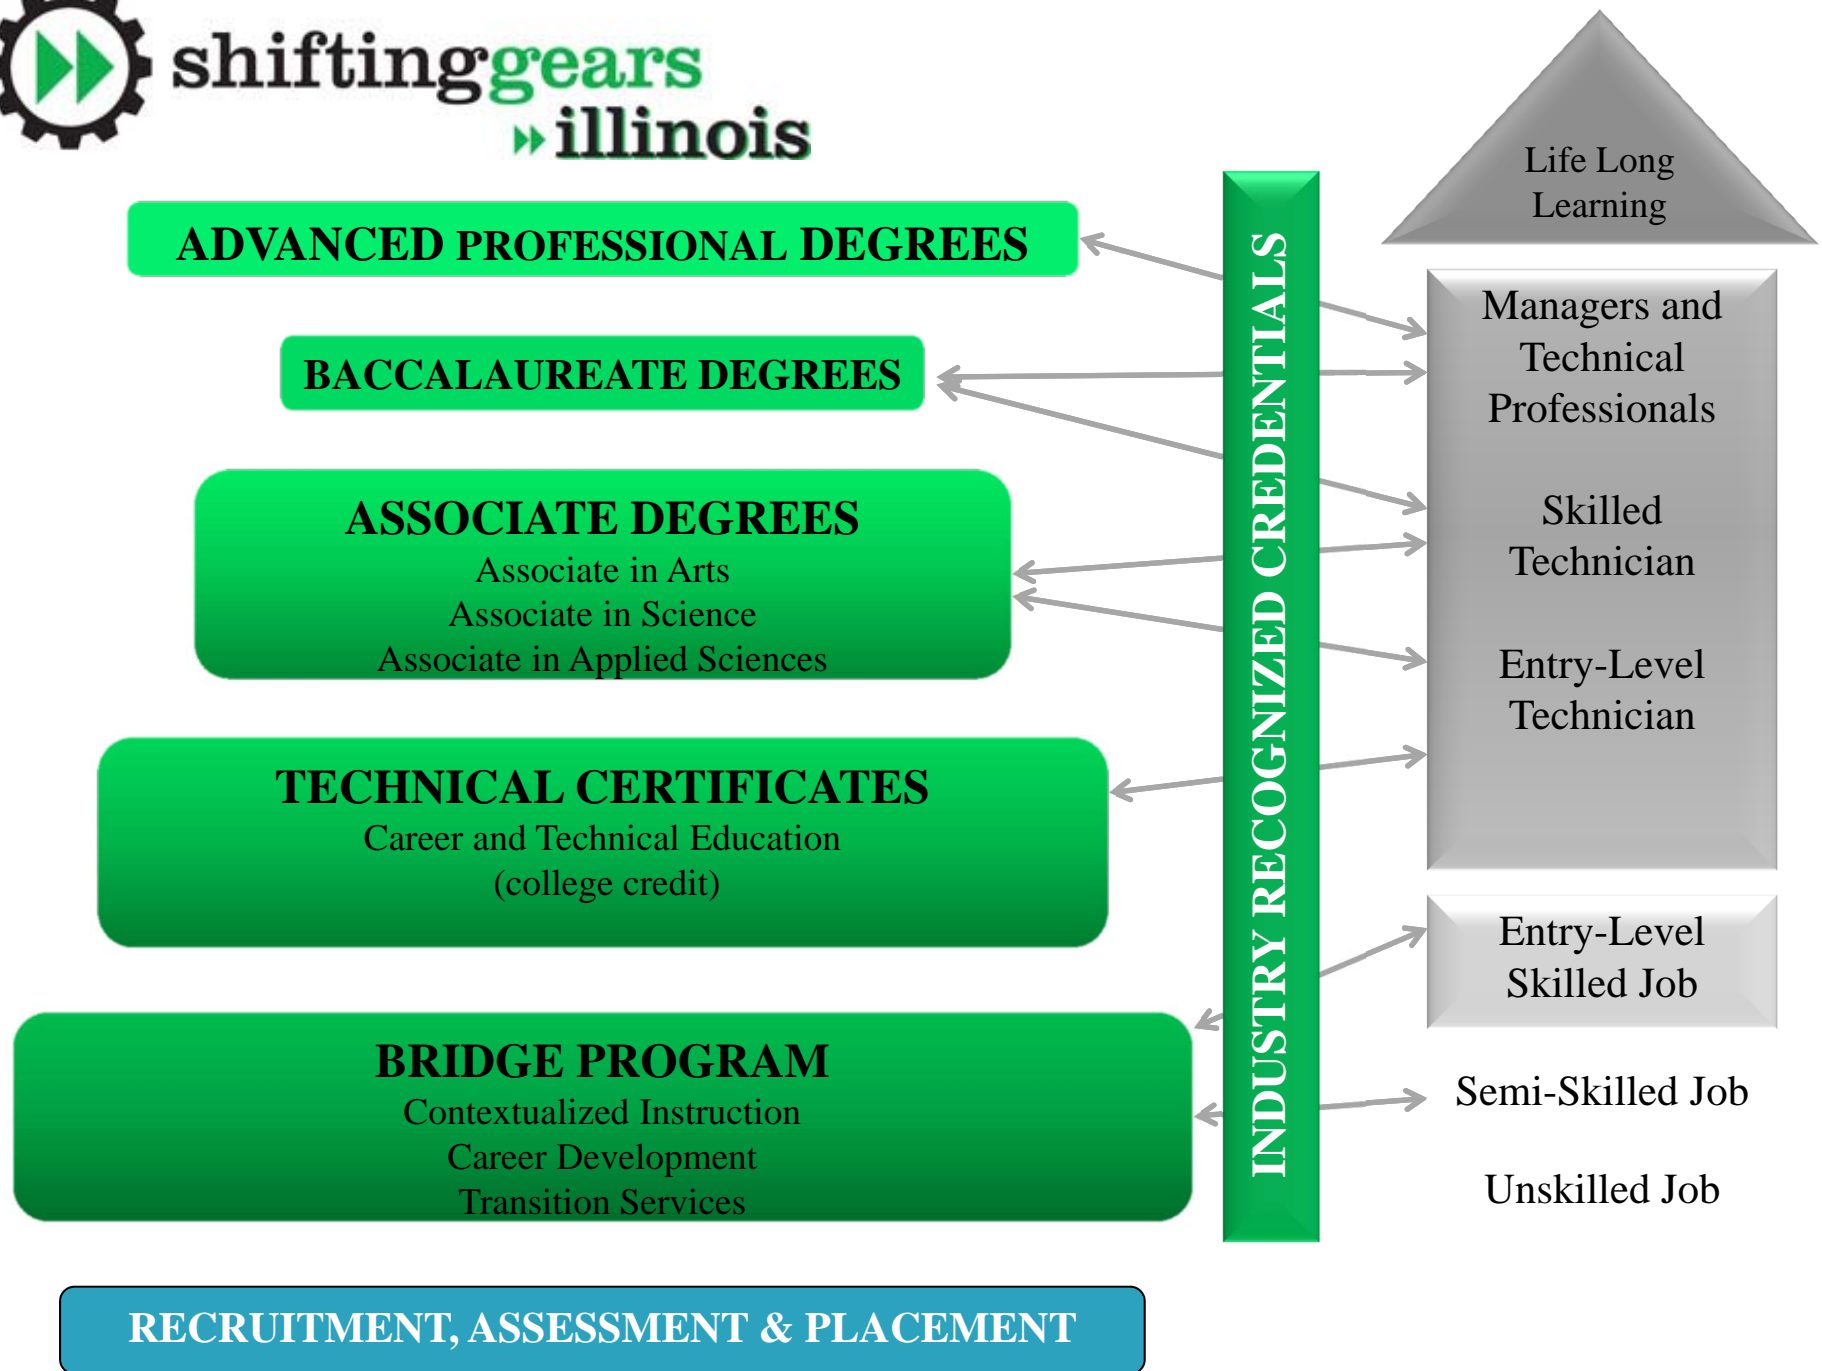 shiftinggears
illinois
ADVANCED PROFESSIONAL DEGREES
BACCALAUREATE DEGREES
ASSOCIATE DEGREES
Associate in Arts
Associate in Science
Associate in Applied Sciences
TECHNICAL CERTIFICATES
Career and Technical Education
(college credit)
BRIDGE PROGRAM
Contextualized Instruction
Career Development
Transition Services
RECRUITMENT, ASSESSMENT & PLACEMENT
INDUSTRY RECOGNIZED CREDENTIALS
Life Long
Learning
Managers and
Technical
Professionals
Skilled
Technician
Entry-Level
Technician
Entry-Level
Skilled Job
Semi-Skilled Job
Unskilled Job